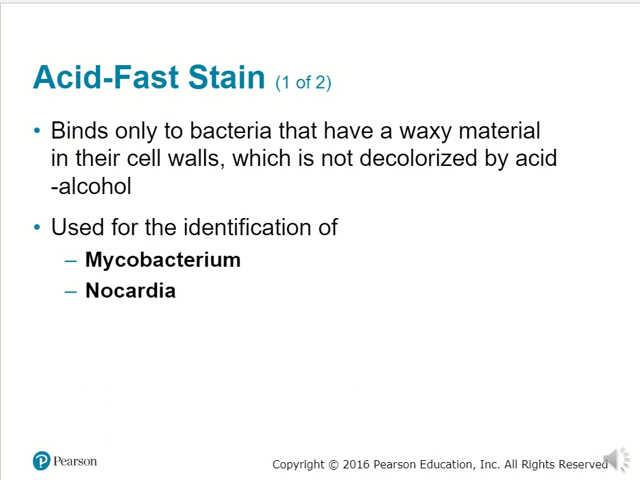 Acid-Fast Stain (1 of 2)
• Binds only to bacteria that have a waxy material
in their cell walls, which is not decolorized by acid
-alcohol
• Used for the identification of
– Mycobacterium
– Nocardia
Pearson
Copyright © 2016 Pearson Education, Inc. All Rights Reserved